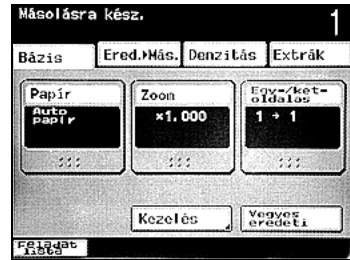 Másolásra kész.
1
Bázis
Ered.▸Más.
Denzitás
Extrák
Papír
Auto
papír
Zoom
×1.000
Egy-/két-
oldalas
1 → 1
Kezelés
Vegyes
eredeti
Feladat
lista